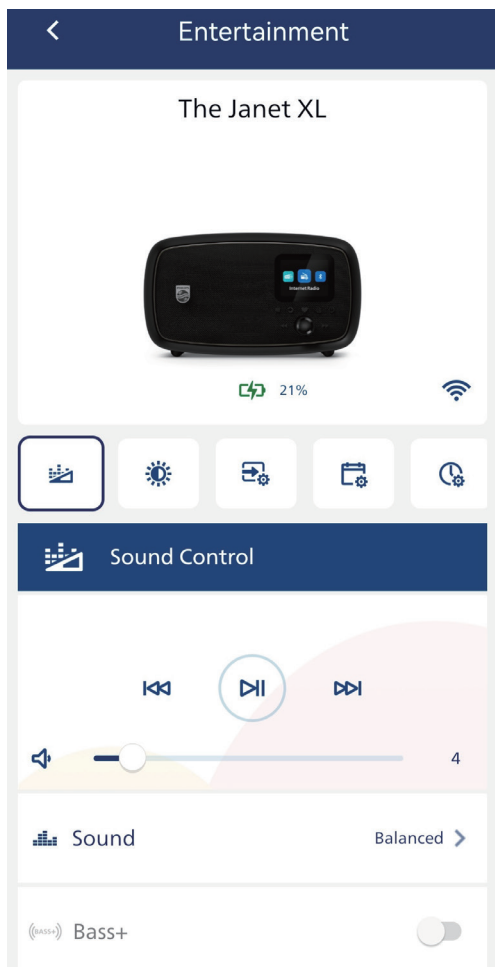 Entertainment
The Janet XL
Internet Radio
21%
Sound Control
4
Sound
Balanced
((BASS+))
Bass+